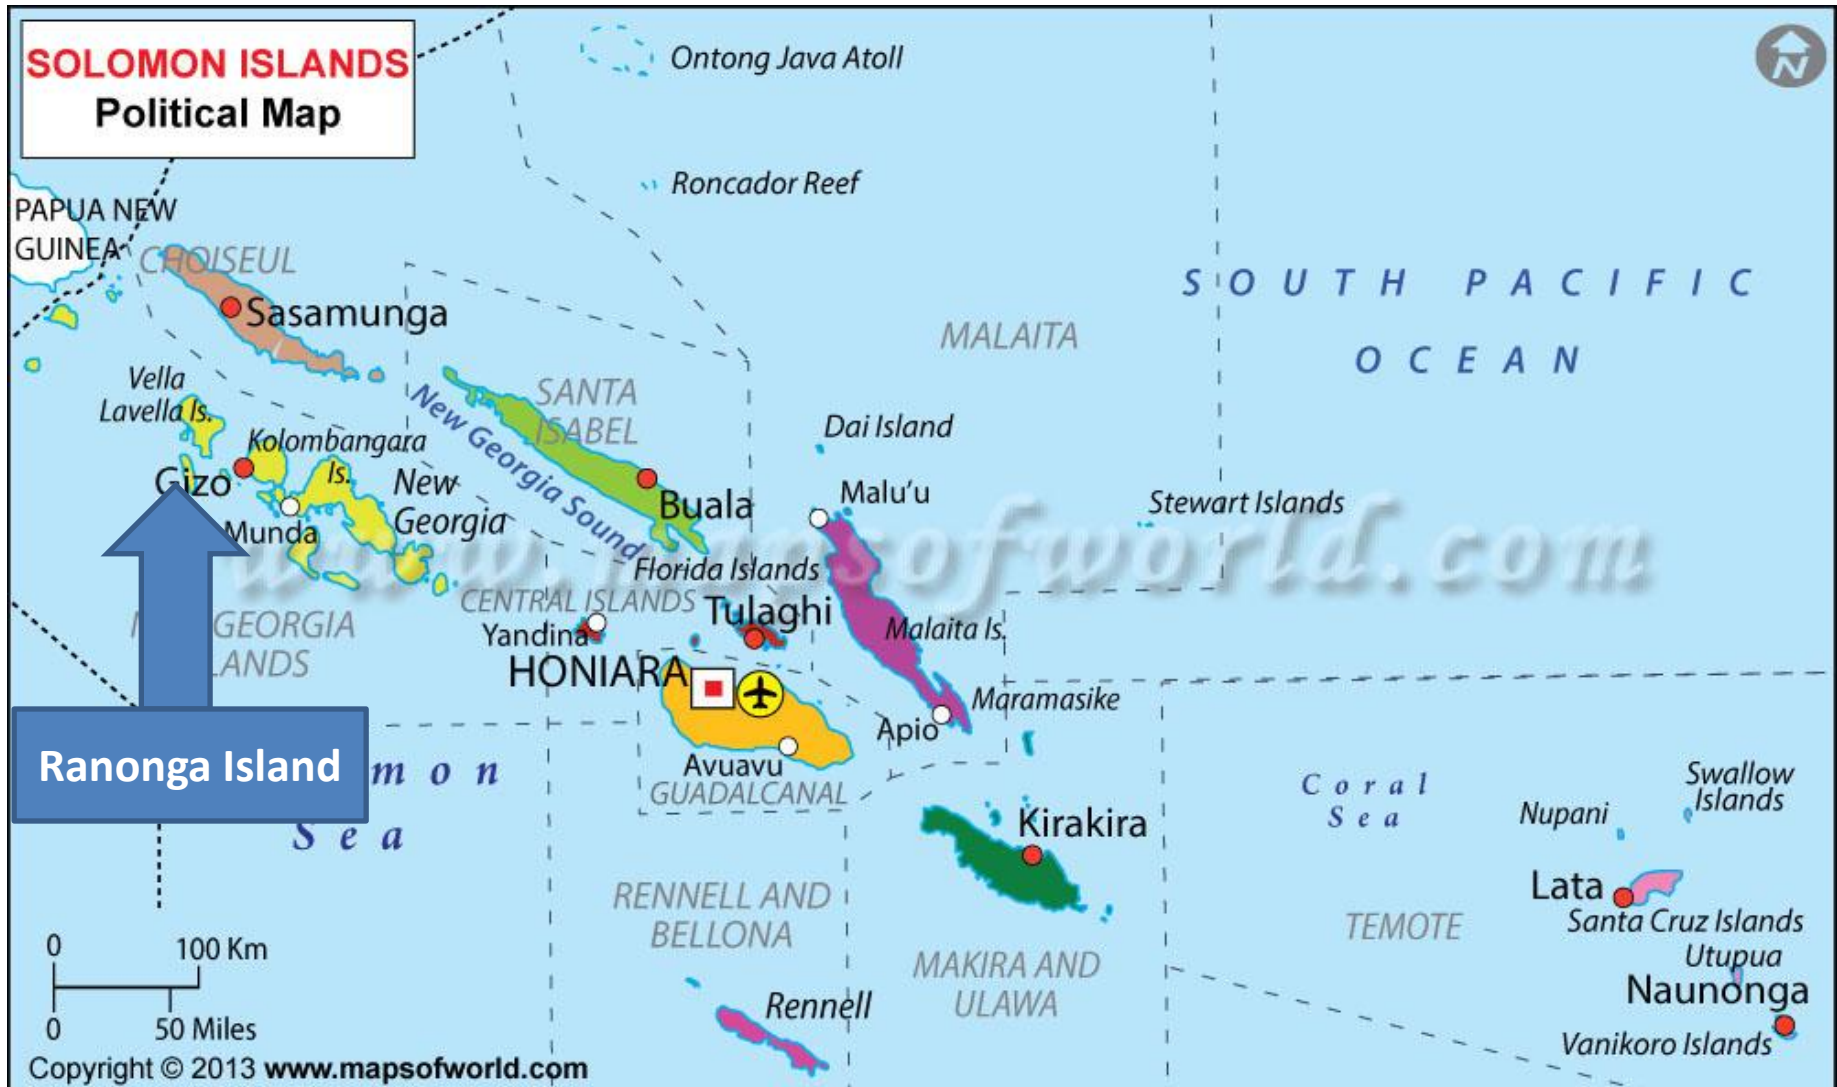 SOLOMON ISLANDS
Political Map
Ontong Java Atoll
Roncador Reef
PAPUA NEW
GUINEA
CHOISEUL
Sasamunga
SOUTH PACIFIC
OCEAN
MALAITA
Vella
Lavella Is.
Kolombangara
Is.
New Georgia Sound
SANTA
ISABEL
Dai Island
Gizo
New
Georgia
Buala
Malu'u
Stewart Islands
Munda
www.mapsofworld.com
Florida Islands
CENTRAL ISLANDS
Tulaghi
GEORGIA
Yandina
Malaita Is.
HONIARA
Maramasike
Apio
Ranonga Island
Avuavu
GUADALCANAL
Sea
Coral
Sea
Swallow
Islands
Nupani
Kirakira
Lata
Santa Cruz Islands
RENNELL AND
BELLONA
TEMOTE
Utupua
MAKIRA AND
ULAWA
Naunonga
Rennell
Vanikoro Islands
0 100 Km
0 50 Miles
Copyright © 2013 www.mapsofworld.com
N